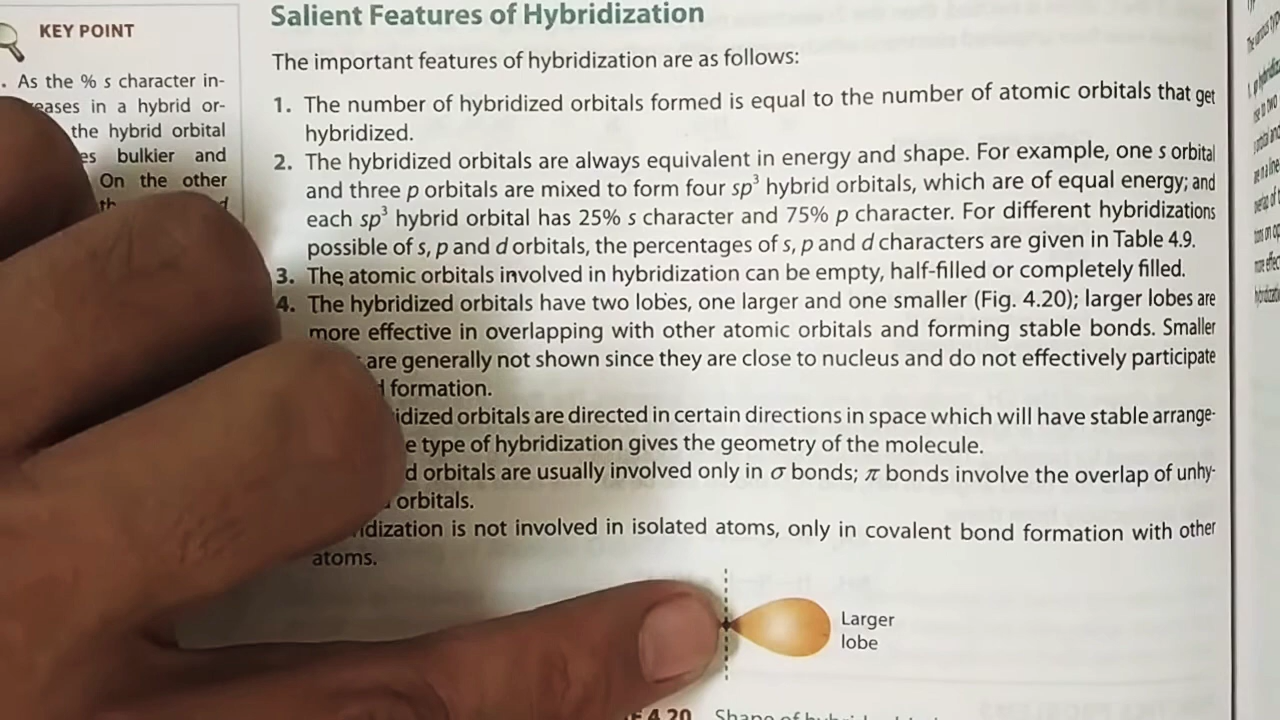 KEY POINT
. As the % s character in-
eases in a hybrid or-
the hybrid orbital
es bulkier and
On the other
Salient Features of Hybridization
The important features of hybridization are as follows:
1. The number of hybridized orbitals formed is equal to the number of atomic orbitals that get
hybridized.
2. The hybridized orbitals are always equivalent in energy and shape. For example, one s orbital
and three p orbitals are mixed to form four sp³ hybrid orbitals, which are of equal energy; and
each sp³ hybrid orbital has 25% s character and 75% p character. For different hybridizations
possible of s, p and d orbitals, the percentages of s, p and d characters are given in Table 4.9.
3. The atomic orbitals involved in hybridization can be empty, half-filled or completely filled.
4. The hybridized orbitals have two lobes, one larger and one smaller (Fig. 4.20); larger lobes are
more effective in overlapping with other atomic orbitals and forming stable bonds. Smaller
are generally not shown since they are close to nucleus and do not effectively participate
formation.
idized orbitals are directed in certain directions in space which will have stable arrange-
e type of hybridization gives the geometry of the molecule.
d orbitals are usually involved only in σ bonds; π bonds involve the overlap of unhy-
orbitals.
idization is not involved in isolated atoms, only in covalent bond formation with other
atoms.
Larger
lobe
4.20 Shape of